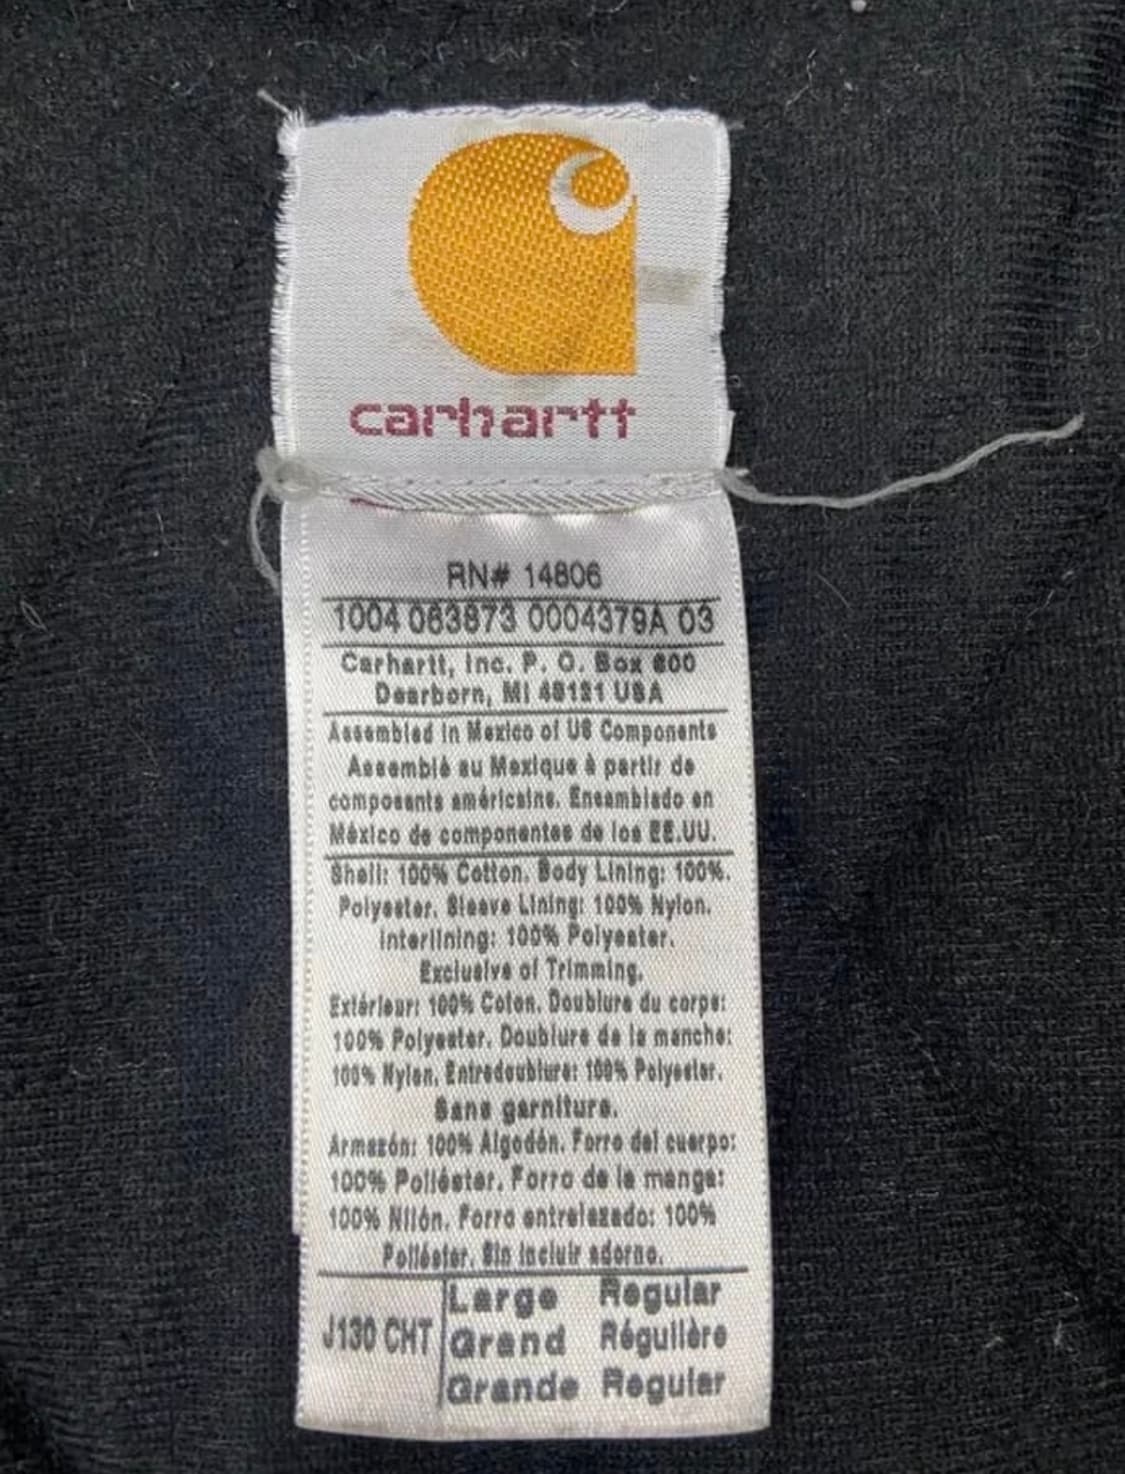 carhartt
RN# 14806
1004 063873 0004379A 03
Carhartt, Inc. P. O. Box 600
Dearborn, MI 48121 USA
Assembled in Mexico of US Components
Assemblé au Mexique à partir de
composants américains. Ensamblado en
México de componentes de los EE.UU.
Shell: 100% Cotton. Body Lining: 100%.
Polyester. Sleeve Lining: 100% Nylon.
Interlining: 100% Polyester.
Exclusive of Trimming.
Extérieur: 100% Coton. Doublure du corps:
100% Polyester. Doublure de la manche:
100% Nylon. Entredoublure: 100% Polyester.
Sans garniture.
Armazón: 100% Algodón. Forro del cuerpo:
100% Poliéster. Forro de la manga:
100% Nilón. Forro entrelazado: 100%
Poliéster. Sin incluir adorno.
J130 CHT
Large Regular
Grand Régulière
Grande Regular